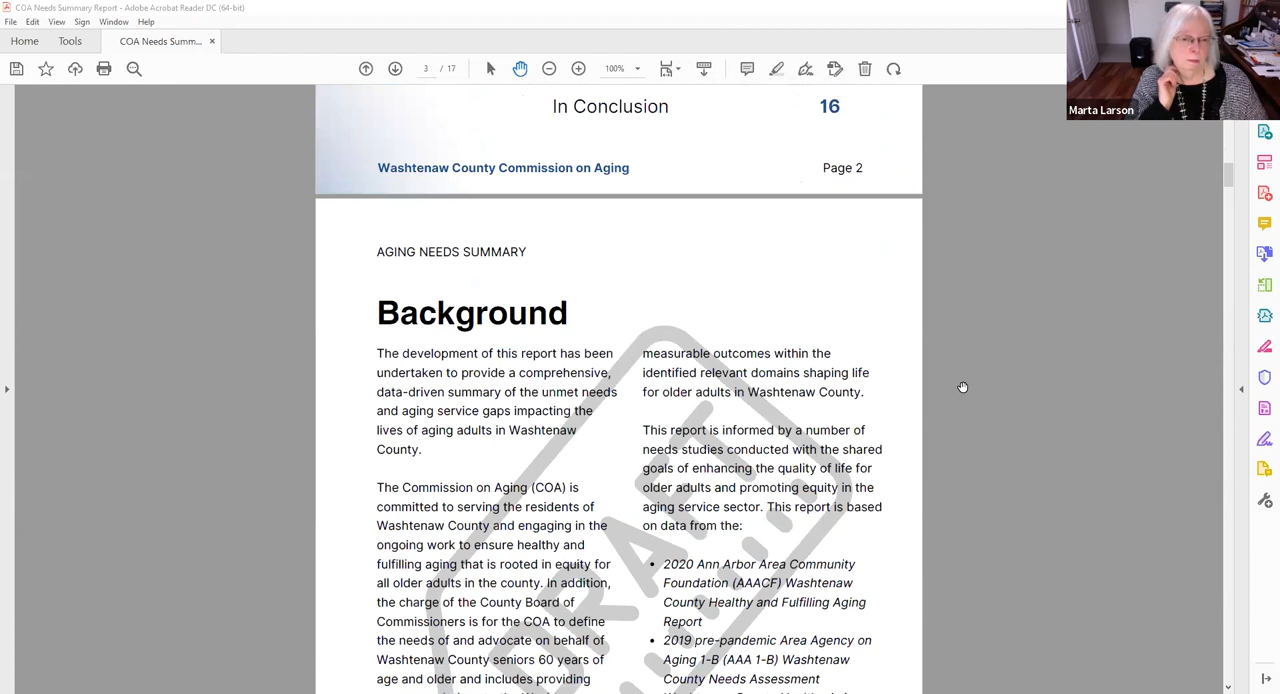 COA Needs Summary Report - Adobe Acrobat Reader DC (64-bit)
File Edit View Sign Window Help
Home Tools COA Needs Summ... ×
3 / 17 100%
Marta Larson
In Conclusion 16
Washtenaw County Commission on Aging Page 2
AGING NEEDS SUMMARY
Background
The development of this report has been
undertaken to provide a comprehensive,
data-driven summary of the unmet needs
and aging service gaps impacting the
lives of aging adults in Washtenaw
County.
The Commission on Aging (COA) is
committed to serving the residents of
Washtenaw County and engaging in the
ongoing work to ensure healthy and
fulfilling aging that is rooted in equity for
all older adults in the county. In addition,
the charge of the County Board of
Commissioners is for the COA to define
the needs of and advocate on behalf of
Washtenaw County seniors 60 years of
age and older and includes providing
measurable outcomes within the
identified relevant domains shaping life
for older adults in Washtenaw County.
This report is informed by a number of
needs studies conducted with the shared
goals of enhancing the quality of life for
older adults and promoting equity in the
aging service sector. This report is based
on data from the:
• 2020 Ann Arbor Area Community
Foundation (AAACF) Washtenaw
County Healthy and Fulfilling Aging
Report
• 2019 pre-pandemic Area Agency on
Aging 1-B (AAA 1-B) Washtenaw
County Needs Assessment
DRAFT